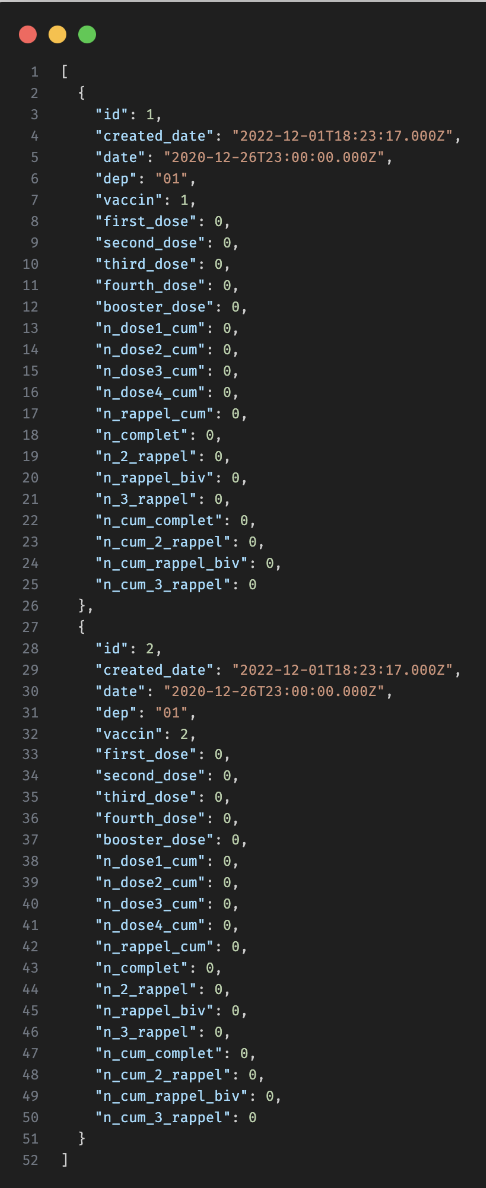 1 [
2 {
3 "id": 1,
4 "created_date": "2022-12-01T18:23:17.000Z",
5 "date": "2020-12-26T23:00:00.000Z",
6 "dep": "01",
7 "vaccin": 1,
8 "first_dose": 0,
9 "second_dose": 0,
10 "third_dose": 0,
11 "fourth_dose": 0,
12 "booster_dose": 0,
13 "n_dose1_cum": 0,
14 "n_dose2_cum": 0,
15 "n_dose3_cum": 0,
16 "n_dose4_cum": 0,
17 "n_rappel_cum": 0,
18 "n_complet": 0,
19 "n_2_rappel": 0,
20 "n_rappel_biv": 0,
21 "n_3_rappel": 0,
22 "n_cum_complet": 0,
23 "n_cum_2_rappel": 0,
24 "n_cum_rappel_biv": 0,
25 "n_cum_3_rappel": 0
26 },
27 {
28 "id": 2,
29 "created_date": "2022-12-01T18:23:17.000Z",
30 "date": "2020-12-26T23:00:00.000Z",
31 "dep": "01",
32 "vaccin": 2,
33 "first_dose": 0,
34 "second_dose": 0,
35 "third_dose": 0,
36 "fourth_dose": 0,
37 "booster_dose": 0,
38 "n_dose1_cum": 0,
39 "n_dose2_cum": 0,
40 "n_dose3_cum": 0,
41 "n_dose4_cum": 0,
42 "n_rappel_cum": 0,
43 "n_complet": 0,
44 "n_2_rappel": 0,
45 "n_rappel_biv": 0,
46 "n_3_rappel": 0,
47 "n_cum_complet": 0,
48 "n_cum_2_rappel": 0,
49 "n_cum_rappel_biv": 0,
50 "n_cum_3_rappel": 0
51 }
52 ]